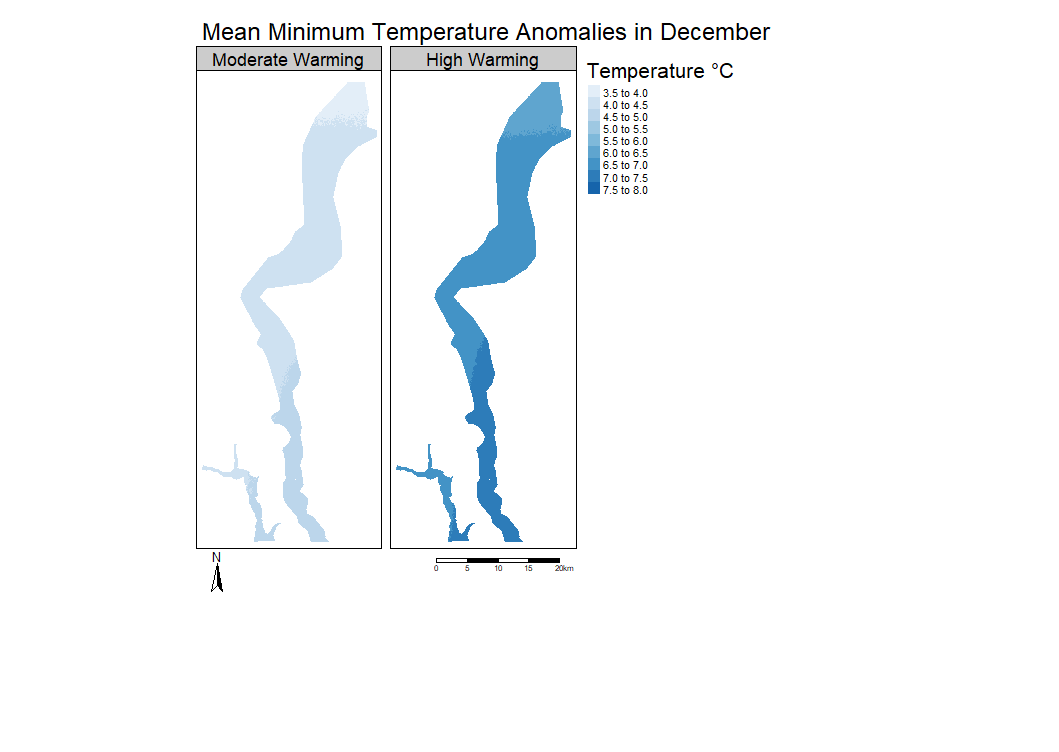 Mean Minimum Temperature Anomalies in December
Moderate Warming
High Warming
Temperature °C
3.5 to 4.0
4.0 to 4.5
4.5 to 5.0
5.0 to 5.5
5.5 to 6.0
6.0 to 6.5
6.5 to 7.0
7.0 to 7.5
7.5 to 8.0
N
0 5 10 15 20km